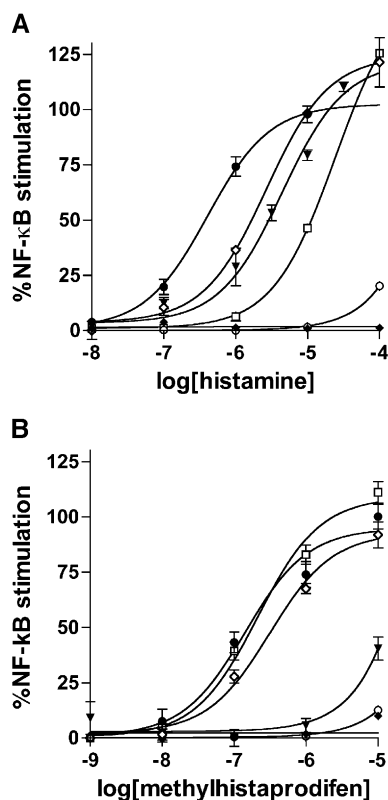 A
125
100
75
50
25
0
%NF-κB stimulation
-8 -7 -6 -5 -4
log[histamine]
B
125
100
75
50
25
0
%NF-kB stimulation
-9 -8 -7 -6 -5
log[methylhistaprodifen]